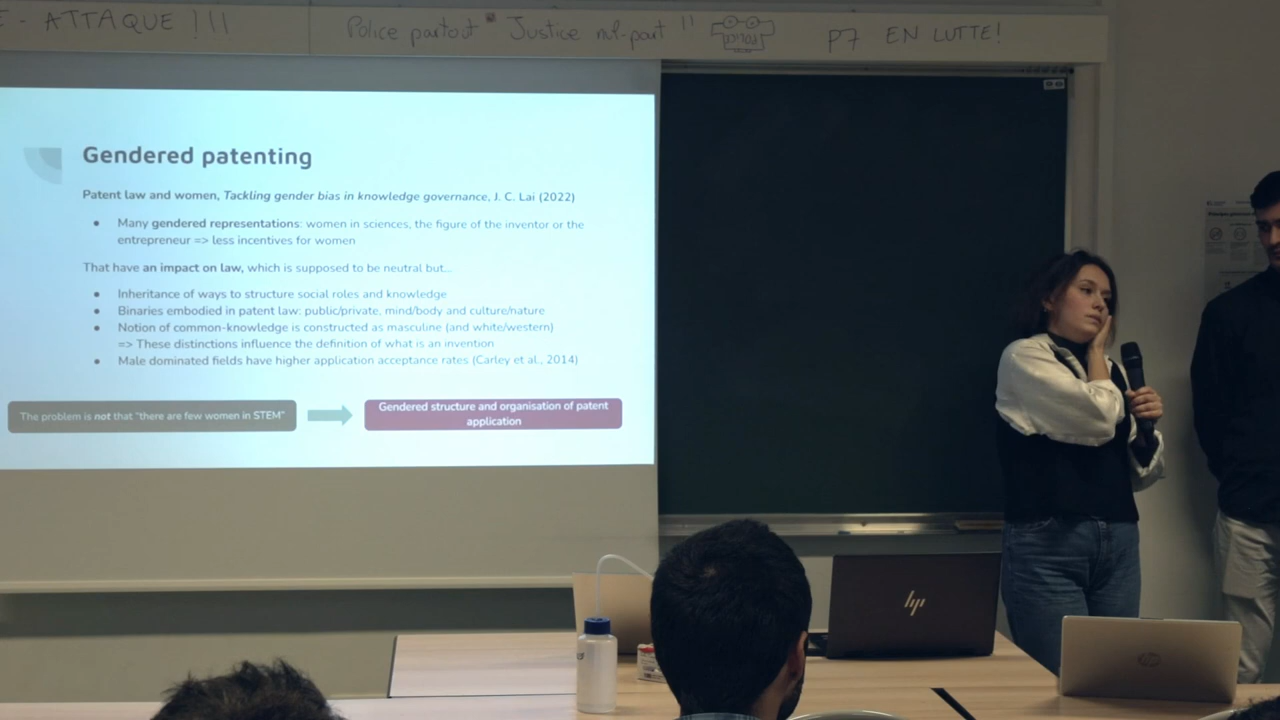 E - ATTAQUE !!!
Police partout Justice nul-part !!
P7 EN LUTTE!
Gendered patenting
Patent law and women, Tackling gender bias in knowledge governance, J. C. Lai (2022)
● Many gendered representations: women in sciences, the figure of the inventor or the
entrepreneur => less incentives for women
That have an impact on law, which is supposed to be neutral but...
● Inheritance of ways to structure social roles and knowledge
● Binaries embodied in patent law: public/private, mind/body and culture/nature
● Notion of common-knowledge is constructed as masculine (and white/western)
=> These distinctions influence the definition of what is an invention
● Male dominated fields have higher application acceptance rates (Carley et al., 2014)
The problem is not that "there are few women in STEM"
Gendered structure and organisation of patent
application
hp
hp